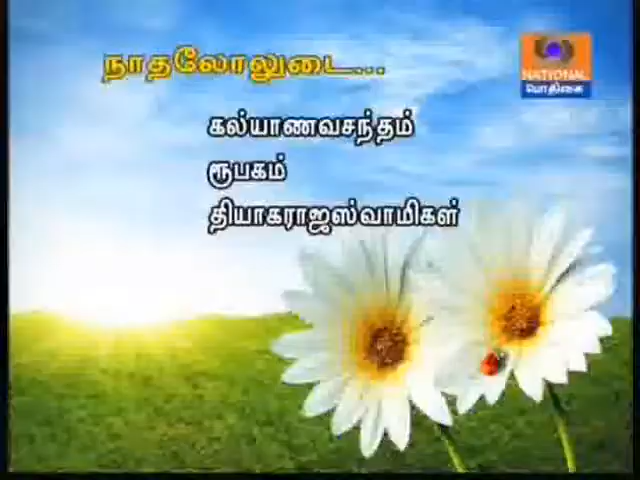 நாதலோலுடை...
NATIONAL
பொதிகை
கல்யாணவசந்தம்
ரூபகம்
தியாகராஜஸ்வாமிகள்